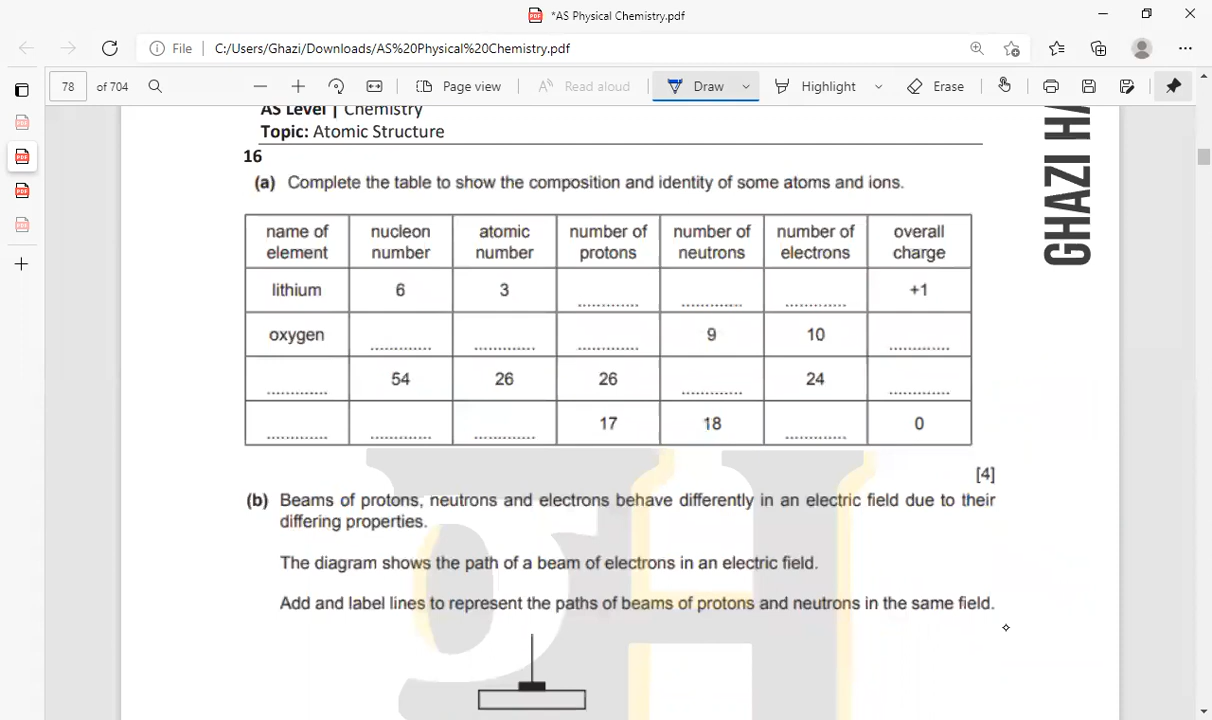 *AS Physical Chemistry.pdf
File C:/Users/Ghazi/Downloads/AS%20Physical%20Chemistry.pdf
78 of 704 Page view Read aloud Draw Highlight Erase
AS Level | Chemistry
Topic: Atomic Structure
16
(a) Complete the table to show the composition and identity of some atoms and ions.
name of element nucleon number atomic number number of protons number of neutrons number of electrons overall charge
lithium 6 3 ............. ............. ............. +1
oxygen ............. ............. ............. 9 10 .............
............. 54 26 26 ............. 24 .............
............. ............. ............. 17 18 ............. 0
[4]
(b) Beams of protons, neutrons and electrons behave differently in an electric field due to their
differing properties.
The diagram shows the path of a beam of electrons in an electric field.
Add and label lines to represent the paths of beams of protons and neutrons in the same field.
GHAZI
gH